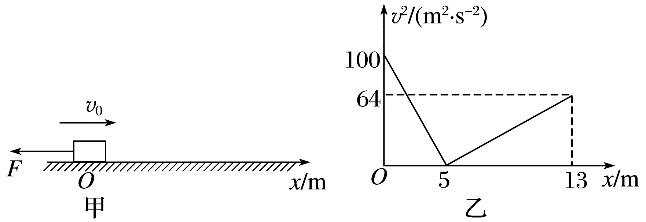 v₀
F
O
x/m
甲
v²/(m²·s⁻²)
100
64
O
5
13
x/m
乙